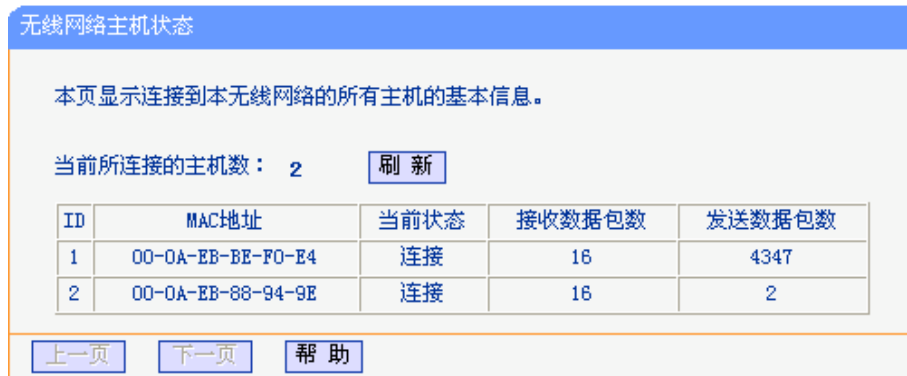 无线网络主机状态
本页显示连接到本无线网络的所有主机的基本信息。
当前所连接的主机数： 2 刷 新
ID MAC地址 当前状态 接收数据包数 发送数据包数
1 00-0A-EB-BE-F0-E4 连接 16 4347
2 00-0A-EB-88-94-9E 连接 16 2
上一页 下一页 帮 助